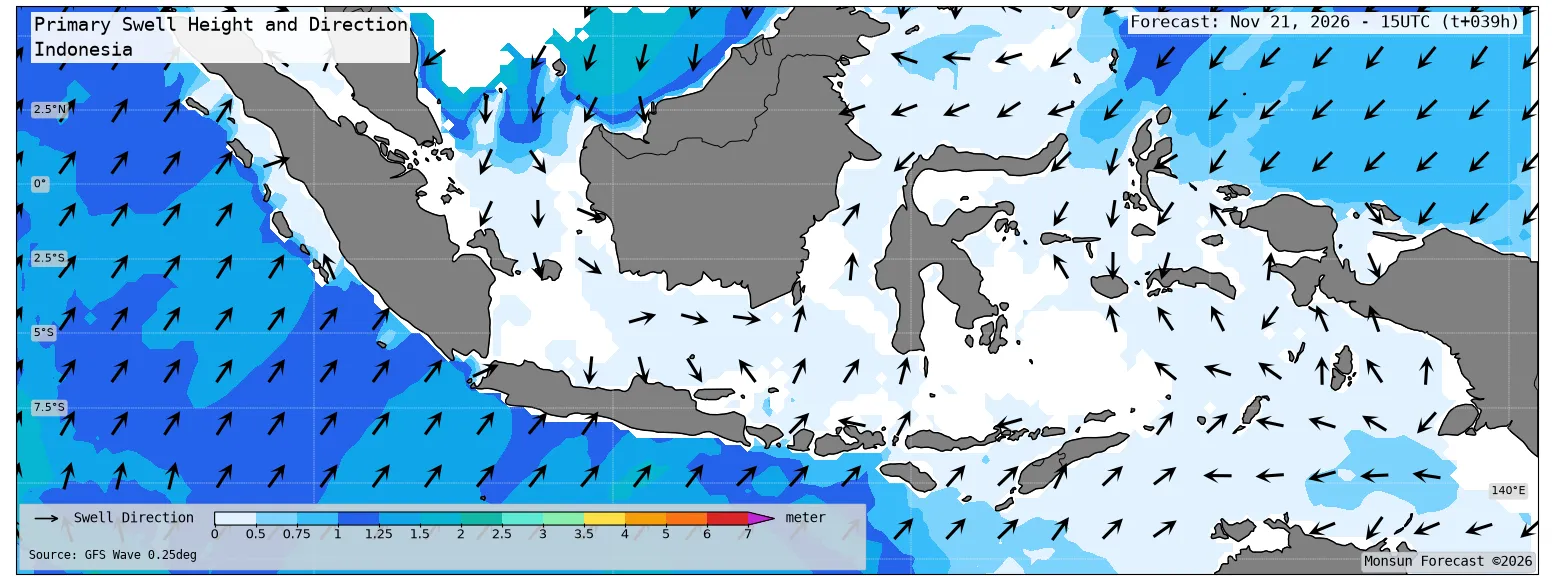 Primary Swell Height and Direction
Indonesia
Forecast: Nov 21, 2026 - 15UTC (t+039h)
2.5°N
0°
2.5°S
5°S
7.5°S
140°E
Swell Direction
0 0.5 0.75 1 1.25 1.5 2 2.5 3 3.5 4 5 6 7
meter
Source: GFS Wave 0.25deg
Monsun Forecast ©2026